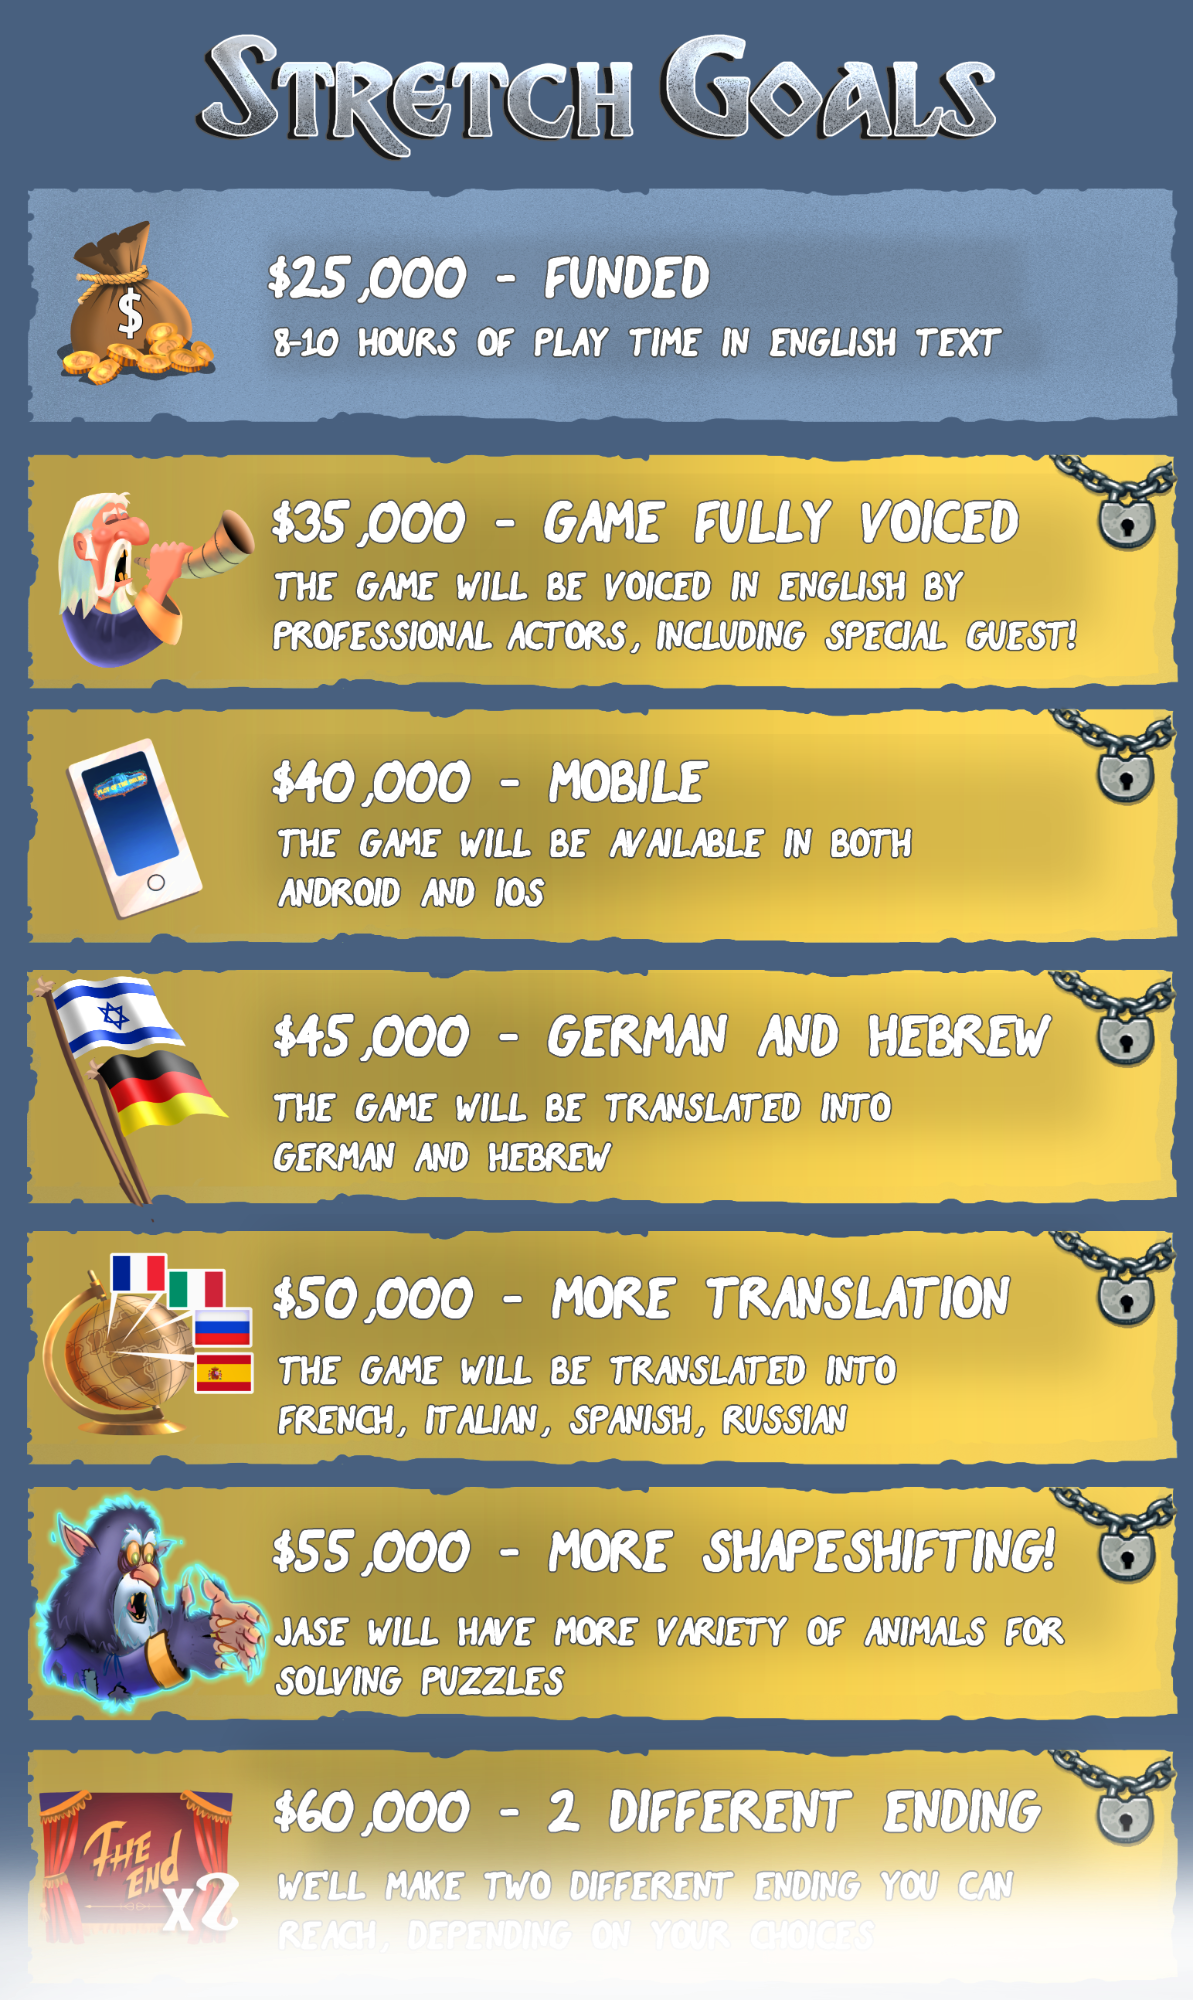 STRETCH GOALS
$
$25,000 - FUNDED
8-10 HOURS OF PLAY TIME IN ENGLISH TEXT
$35,000 - GAME FULLY VOICED
THE GAME WILL BE VOICED IN ENGLISH BY
PROFESSIONAL ACTORS, INCLUDING SPECIAL GUEST!
$40,000 - MOBILE
THE GAME WILL BE AVAILABLE IN BOTH
ANDROID AND IOS
$45,000 - GERMAN AND HEBREW
THE GAME WILL BE TRANSLATED INTO
GERMAN AND HEBREW
$50,000 - MORE TRANSLATION
THE GAME WILL BE TRANSLATED INTO
FRENCH, ITALIAN, SPANISH, RUSSIAN
$55,000 - MORE SHAPESHIFTING!
JASE WILL HAVE MORE VARIETY OF ANIMALS FOR
SOLVING PUZZLES
THE
END
X2
$60,000 - 2 DIFFERENT ENDING
WE'LL MAKE TWO DIFFERENT ENDING YOU CAN
REACH, DEPENDING ON YOUR CHOICES